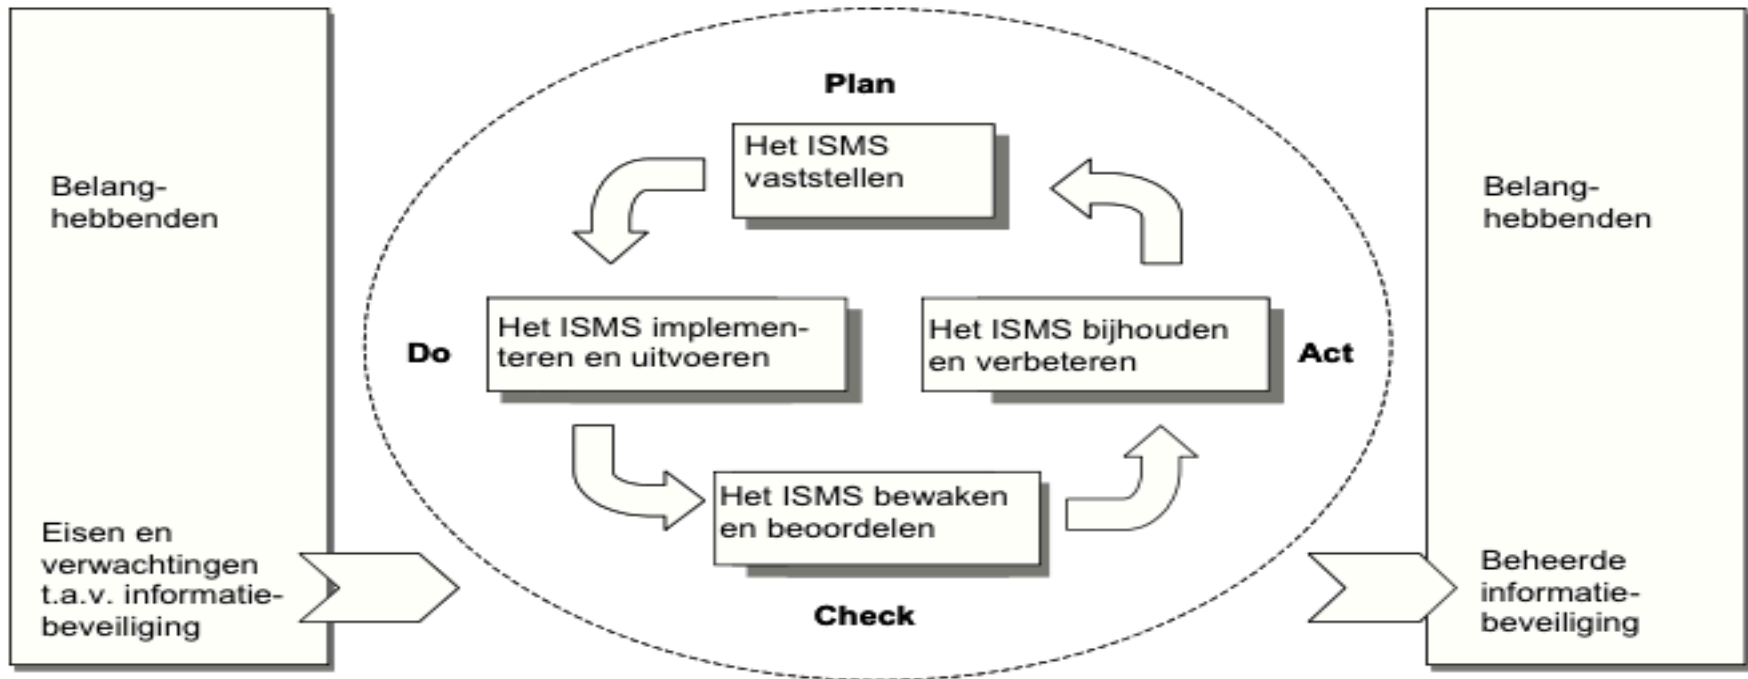 Belang-
hebbenden
Eisen en
verwachtingen
t.a.v. informatie-
beveiliging
Plan
Het ISMS
vaststellen
Do
Het ISMS implemen-
teren en uitvoeren
Het ISMS bijhouden
en verbeteren
Act
Het ISMS bewaken
en beoordelen
Check
Belang-
hebbenden
Beheerde
informatie-
beveiliging